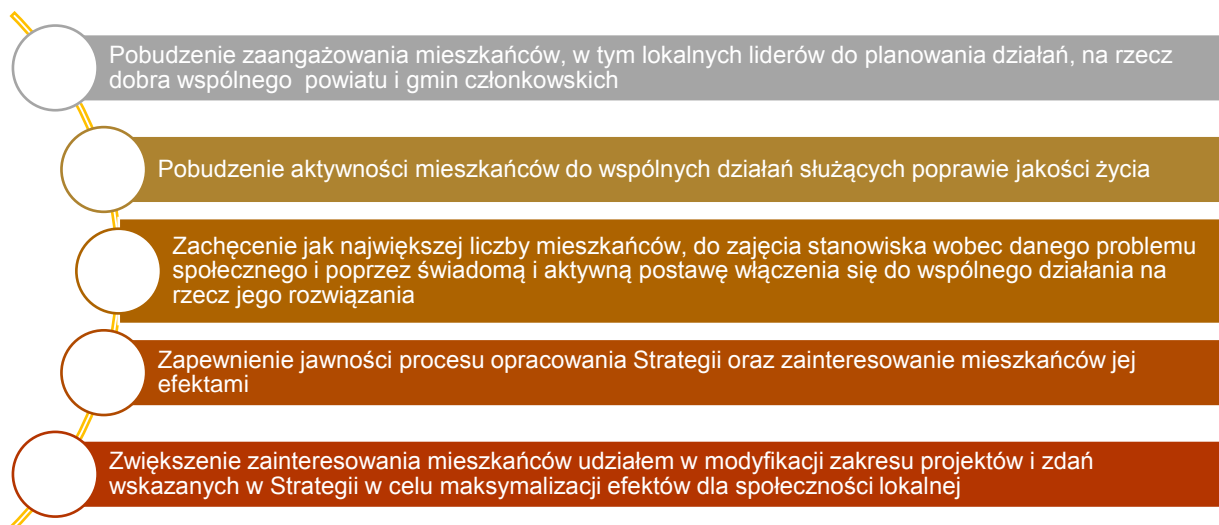 Pobudzenie zaangażowania mieszkańców, w tym lokalnych liderów do planowania działań, na rzecz
dobra wspólnego  powiatu i gmin członkowskich
Pobudzenie aktywności mieszkańców do wspólnych działań służących poprawie jakości życia
Zachęcenie jak największej liczby mieszkańców, do zajęcia stanowiska wobec danego problemu
społecznego i poprzez świadomą i aktywną postawę włączenia się do wspólnego działania na
rzecz jego rozwiązania
Zapewnienie jawności procesu opracowania Strategii oraz zainteresowanie mieszkańców jej
efektami
Zwiększenie zainteresowania mieszkańców udziałem w modyfikacji zakresu projektów i zdań
wskazanych w Strategii w celu maksymalizacji efektów dla społeczności lokalnej